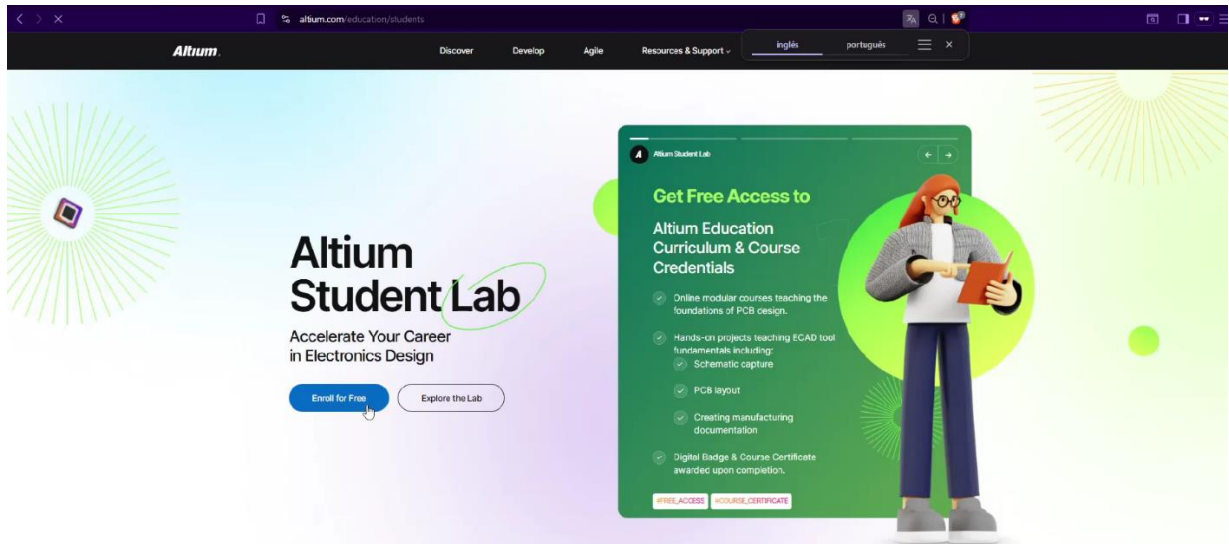 altium.com/education/students
Altıum.
Discover
Develop
Agile
Resources & Support
inglês
português
Altium Student Lab
Get Free Access to
Altium Education
Curriculum & Course
Credentials
Online modular courses teaching the
foundations of PCB design.
Hands-on projects teaching ECAD tool
fundamentals including:
Schematic capture
PCB layout
Creating manufacturing
documentation
Digital Badge & Course Certificate
awarded upon completion.
#FREE_ACCESS
#COURSE_CERTIFICATE
Altium
Student Lab
Accelerate Your Career
in Electronics Design
Enroll for Free
Explore the Lab